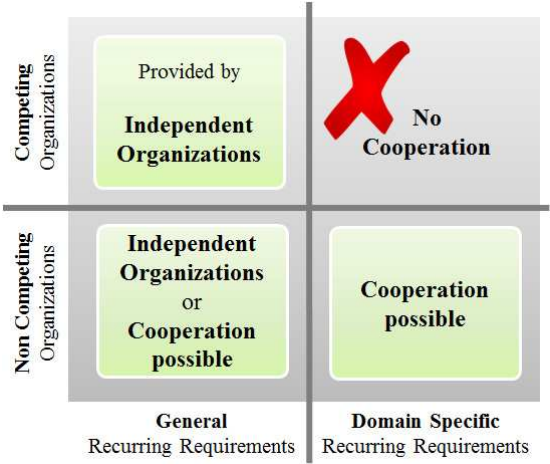 Competing
Organizations
Provided by
Independent
Organizations
No
Cooperation
Non Competing
Organizations
Independent
Organizations
or
Cooperation
possible
Cooperation
possible
General
Recurring Requirements
Domain Specific
Recurring Requirements